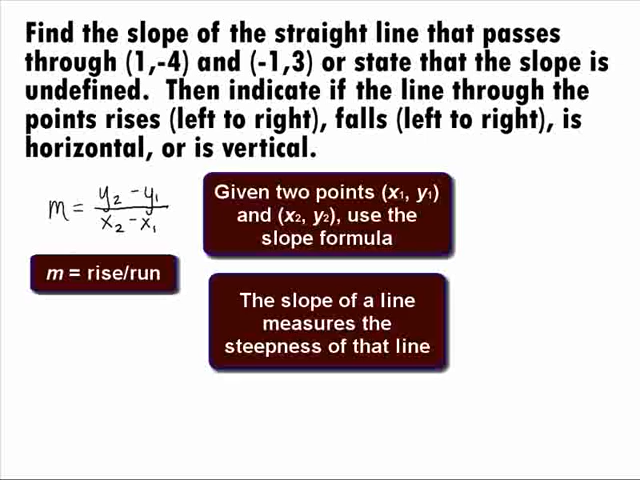 Find the slope of the straight line that passes
through (1,-4) and (-1,3) or state that the slope is
undefined. Then indicate if the line through the
points rises (left to right), falls (left to right), is
horizontal, or is vertical.
m = y₂ - y₁ / x₂ - x₁
Given two points (x₁, y₁)
and (x₂, y₂), use the
slope formula
m = rise/run
The slope of a line
measures the
steepness of that line